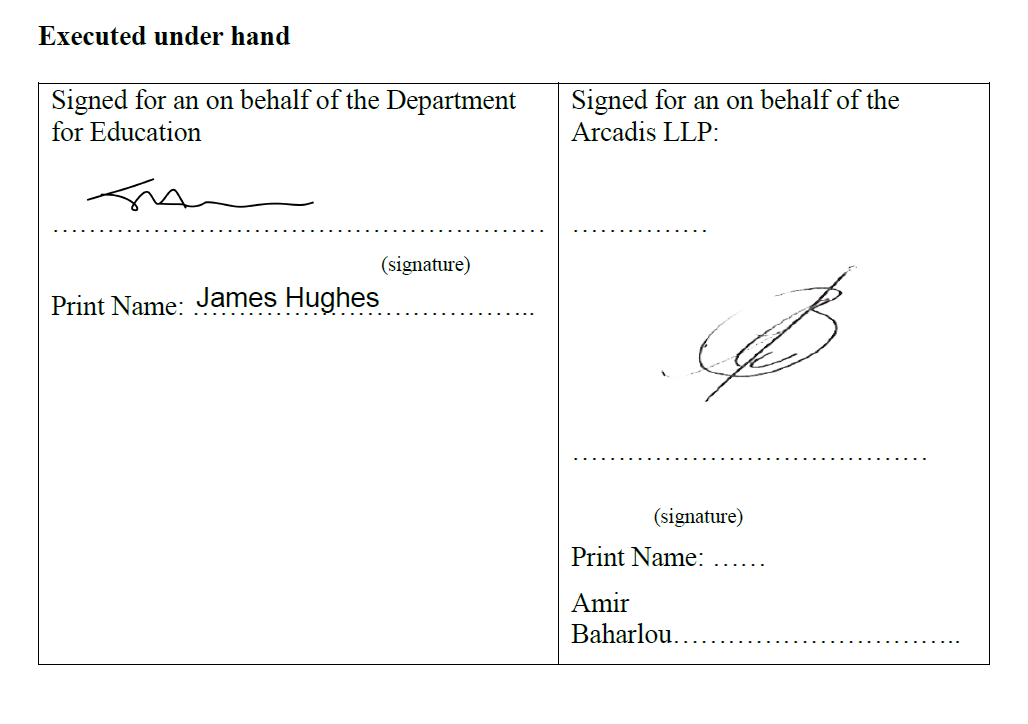 Executed under hand
Signed for an on behalf of the Department
for Education
……………………………………………
(signature)
Print Name: James Hughes………………………………..
Signed for an on behalf of the
Arcadis LLP:
……………
…………………………………
(signature)
Print Name: ……
Amir
Baharlou…………………………..